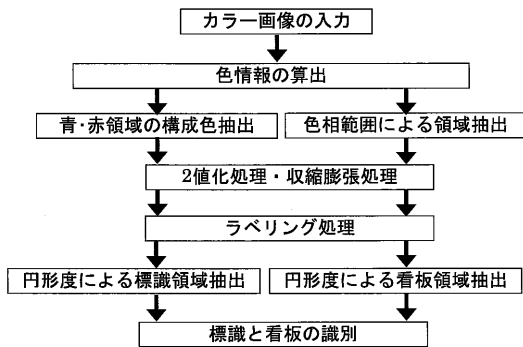 カラー画像の入力
色情報の算出
青・赤領域の構成色抽出
色相範囲による領域抽出
2値化処理・収縮膨張処理
ラベリング処理
円形度による標識領域抽出
円形度による看板領域抽出
標識と看板の識別